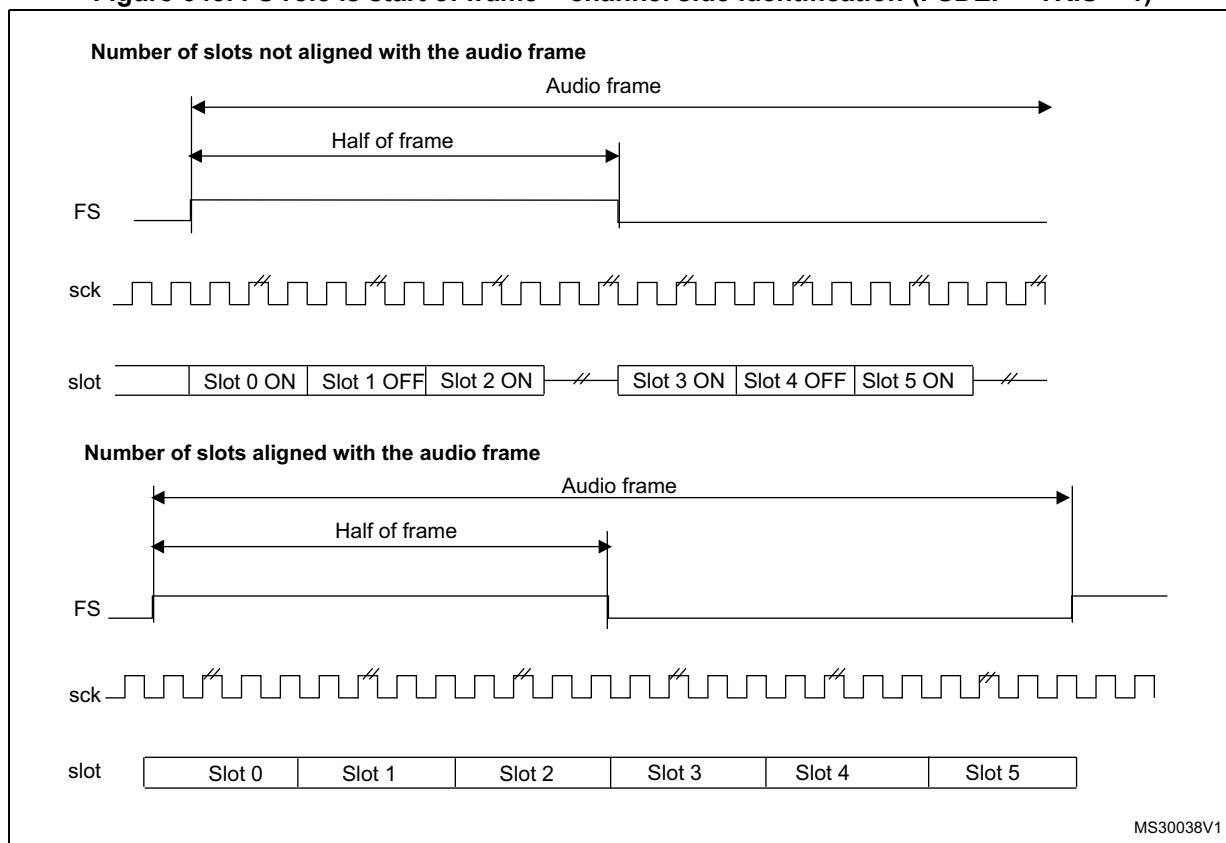 Number of slots not aligned with the audio frame
Audio frame
Half of frame
FS
sck
slot
Slot 0 ON
Slot 1 OFF
Slot 2 ON
Slot 3 ON
Slot 4 OFF
Slot 5 ON
Number of slots aligned with the audio frame
Audio frame
Half of frame
FS
sck
slot
Slot 0
Slot 1
Slot 2
Slot 3
Slot 4
Slot 5
MS30038V1